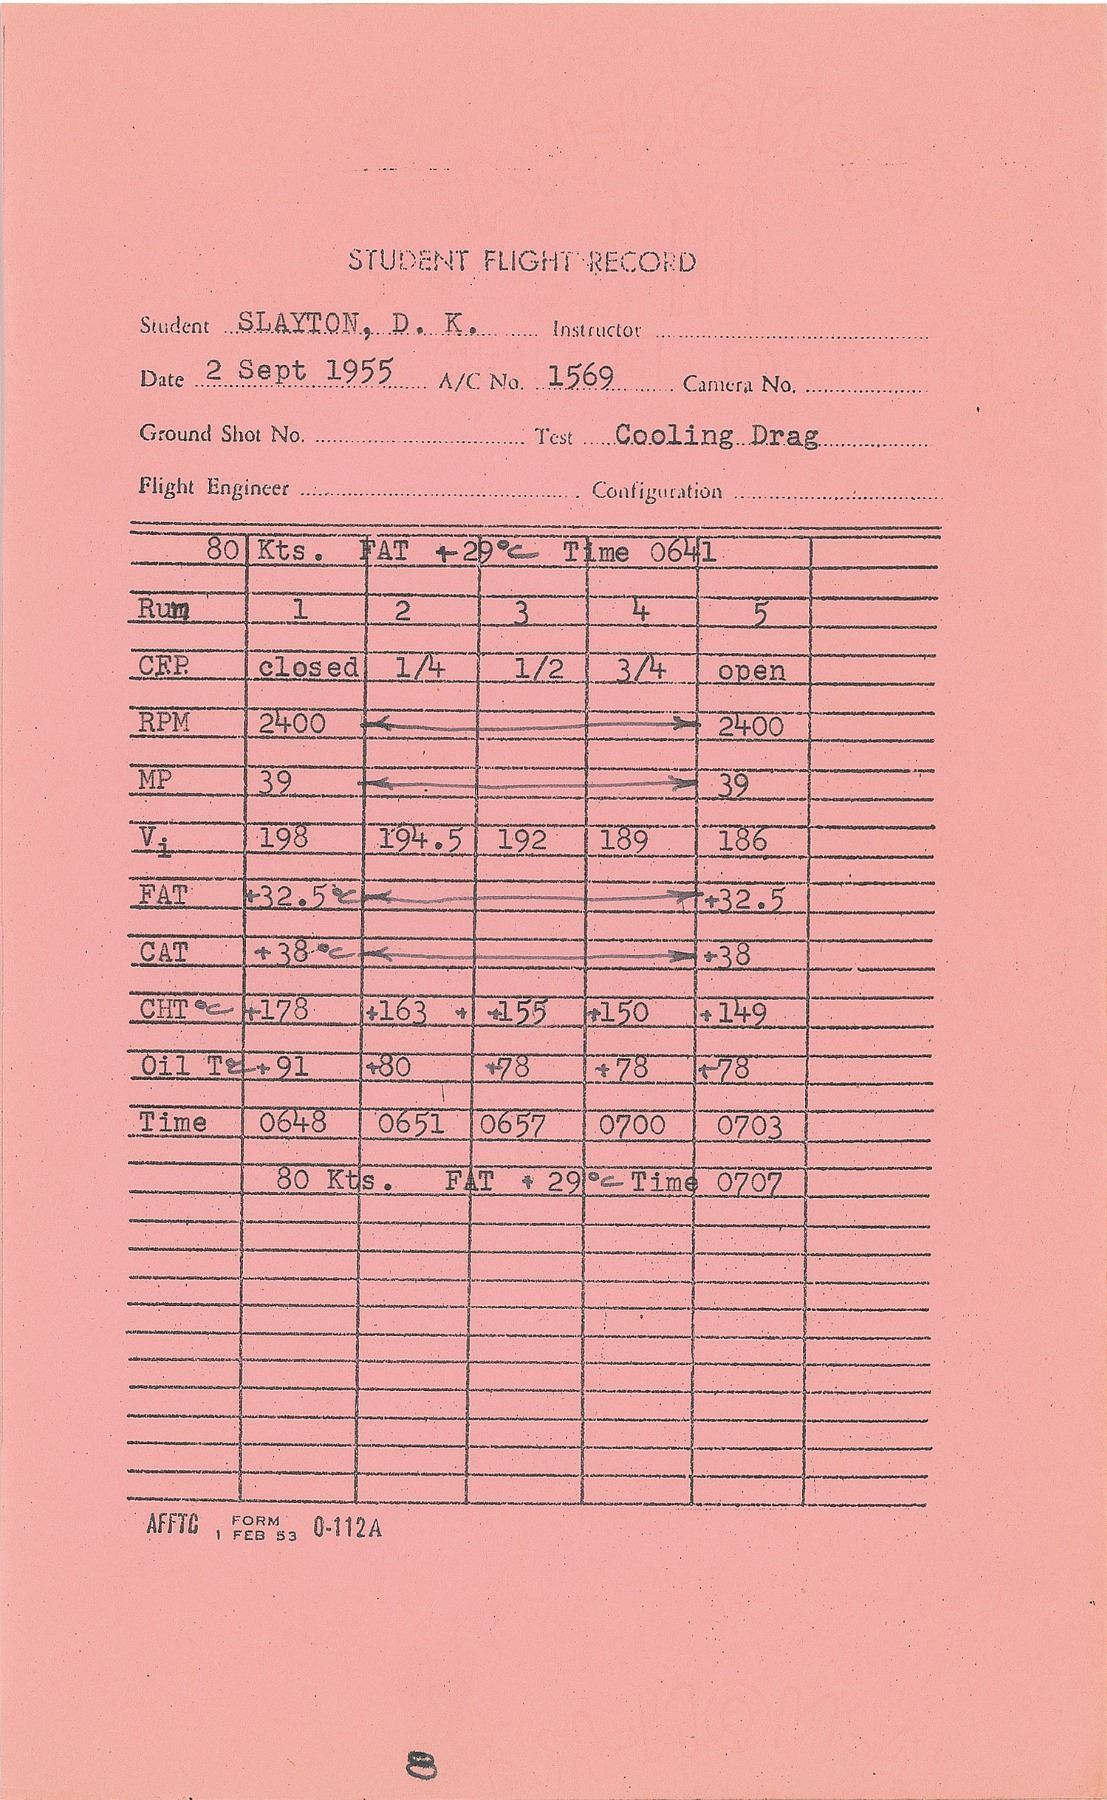 STUDENT FLIGHT RECORD
Student SLAYTON, D. K. Instructor
Date 2 Sept 1955 A/C No. 1569 Camera No.
Ground Shot No. Test Cooling Drag
Flight Engineer Configuration
80 Kts. FAT +29°C Time 0641
Run 1 2 3 4 5
CFP closed 1/4 1/2 3/4 open
RPM 2400 2400
MP 39 39
Vi 198 194.5 192 189 186
FAT +32.5°C +32.5
CAT +38°C +38
CHT°C +178 +163 + +155 +150 +149
Oil T°C +91 +80 +78 +78 +78
Time 0648 0651 0657 0700 0703
80 Kts. FAT +29°C Time 0707
AFFTC FORM 1 FEB 53 0-112A
8